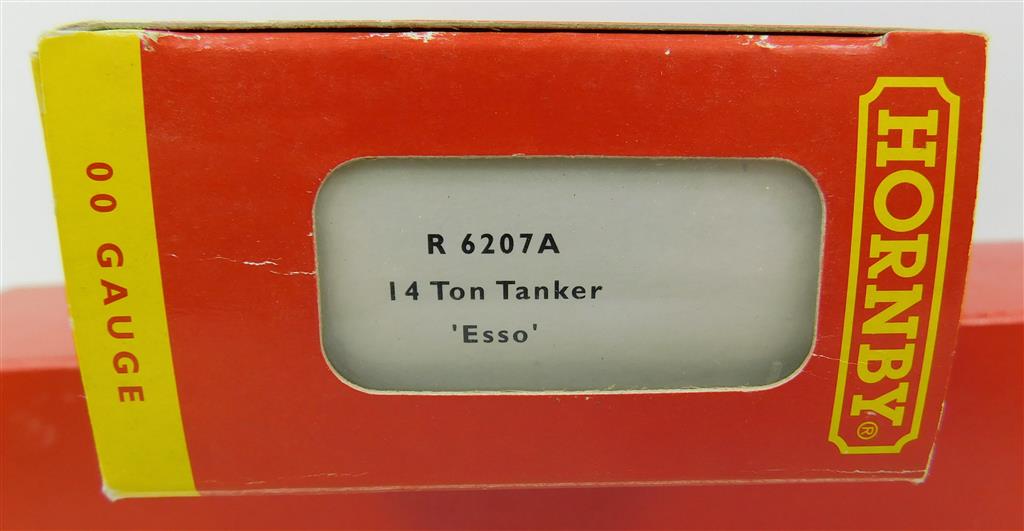 00 GAUGE
R 6207A
14 Ton Tanker
'Esso'
HORNBY®